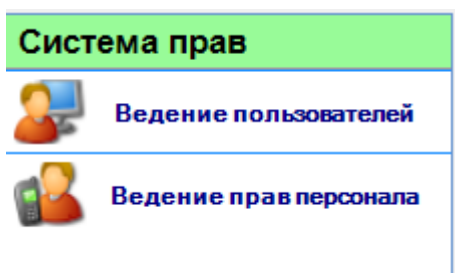 Система прав
Ведение пользователей
Ведение прав персонала